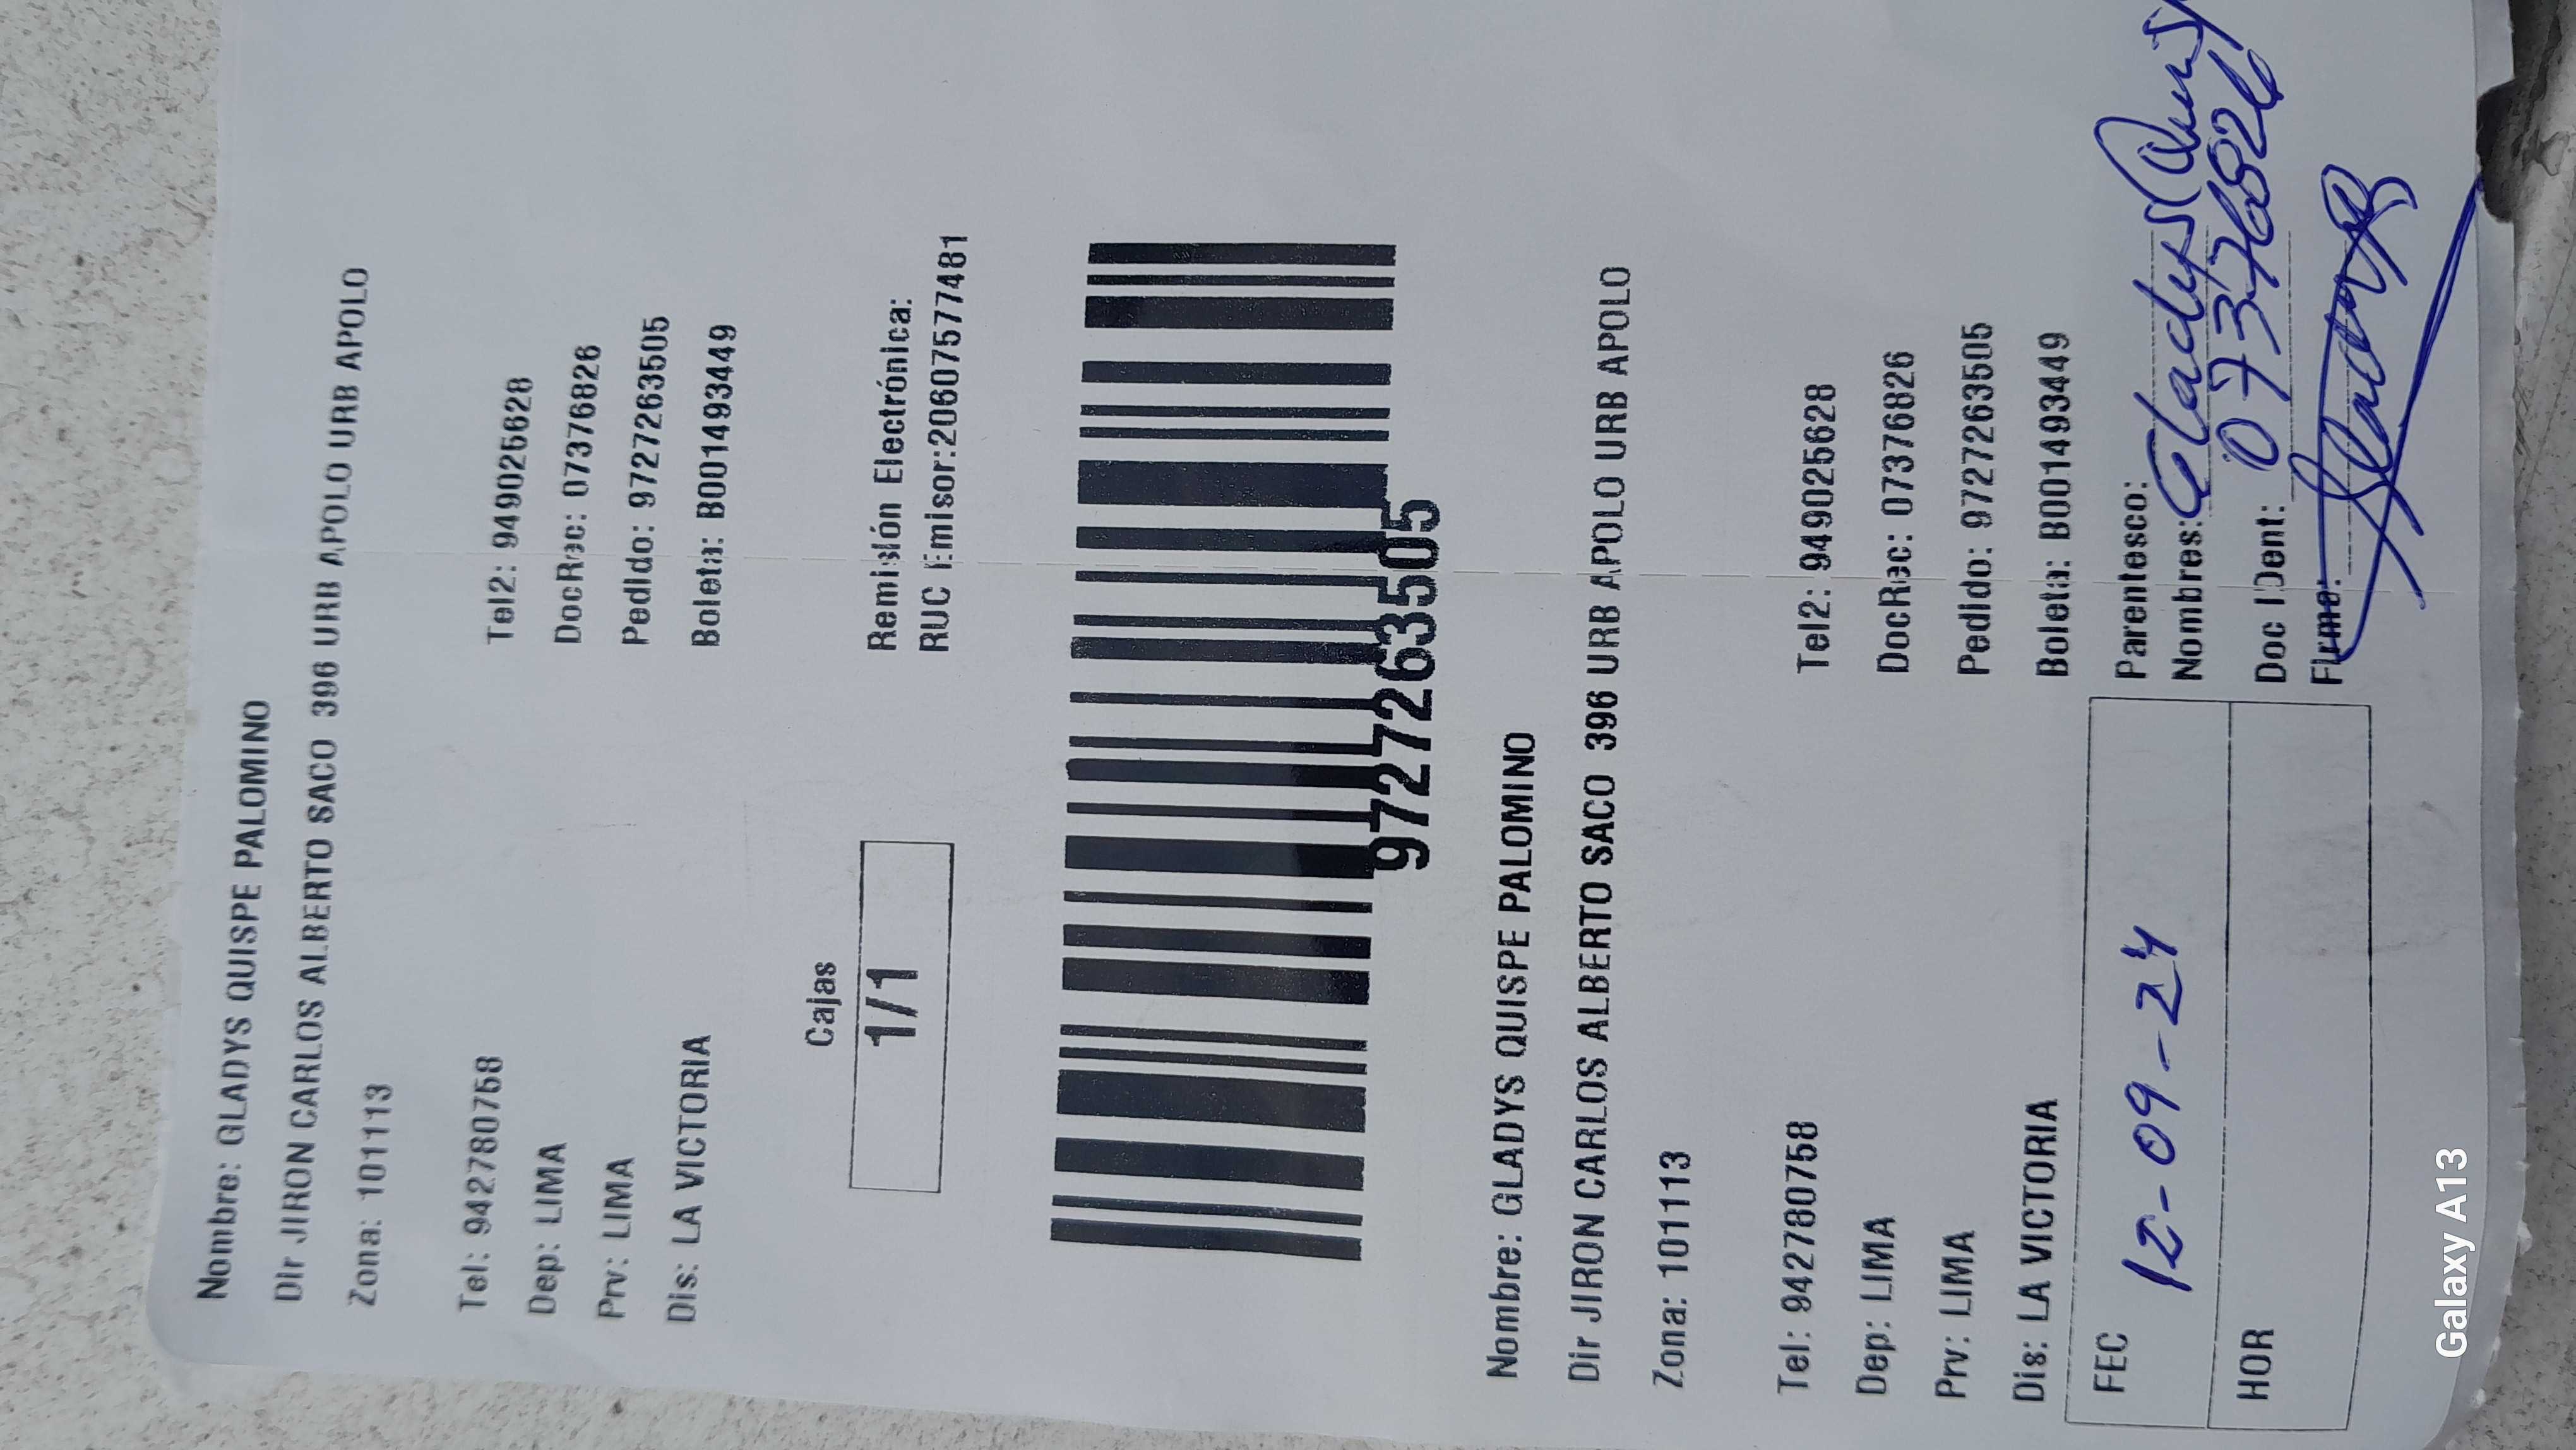 Nombre: GLADYS QUISPE PALOMINO
Dir JIRON CARLOS ALBERTO SACO 396 URB APOLO URB APOLO
Zona: 101113
Tel: 942780758 Tel2: 949025628
Dep: LIMA DocRec: 07376826
Prv: LIMA Pedido: 9727263505
Dis: LA VICTORIA Boleta: B001493449
Cajas
1/1
Remisión Electrónica:
RUC Emisor:20607577481
9727263505
Nombre: GLADYS QUISPE PALOMINO
Dir JIRON CARLOS ALBERTO SACO 396 URB APOLO URB APOLO
Zona: 101113
Tel: 942780758 Tel2: 949025628
Dep: LIMA DocRec: 07376826
Prv: LIMA Pedido: 9727263505
Dis: LA VICTORIA Boleta: B001493449
FEC 12-09-24
HOR
Parentesco:
Nombres: Gladys
Doc IDent: 07376826
Firma:
Galaxy A13